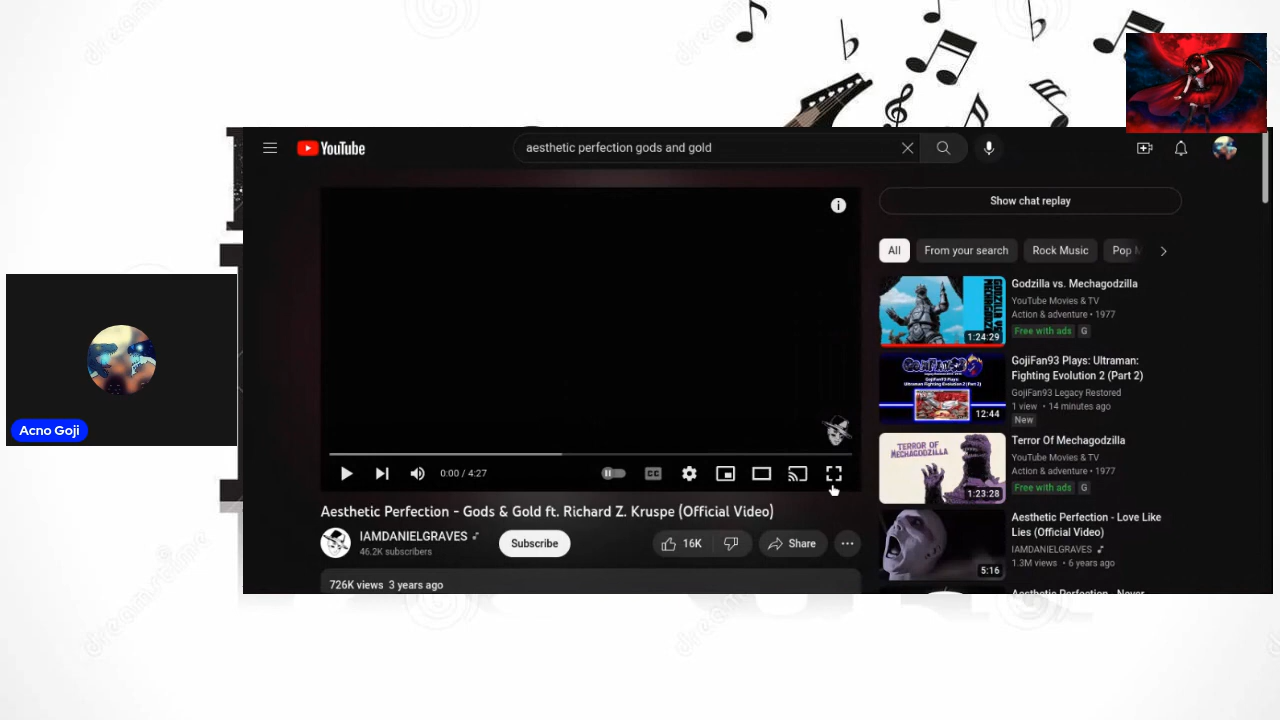 YouTube
aesthetic perfection gods and gold
Show chat replay
All
From your search
Rock Music
Pop
Godzilla vs. Mechagodzilla
YouTube Movies & TV
Action & adventure • 1977
Free with ads
G
1:24:29
GojiFan93 Plays: Ultraman:
Fighting Evolution 2 (Part 2)
GojiFan93 Legacy Restored
1 view • 14 minutes ago
New
12:44
TERROR OF
MECHAGODZILLA
1:23:28
Terror Of Mechagodzilla
YouTube Movies & TV
Action & adventure • 1977
Free with ads
G
Aesthetic Perfection - Love Like
Lies (Official Video)
IAMDANIELGRAVES
1.3M views • 6 years ago
5:16
Acno Goji
0:00 / 4:27
CC
Aesthetic Perfection - Gods & Gold ft. Richard Z. Kruspe (Official Video)
IAMDANIELGRAVES
46.2K subscribers
Subscribe
16K
Share
726K views 3 years ago